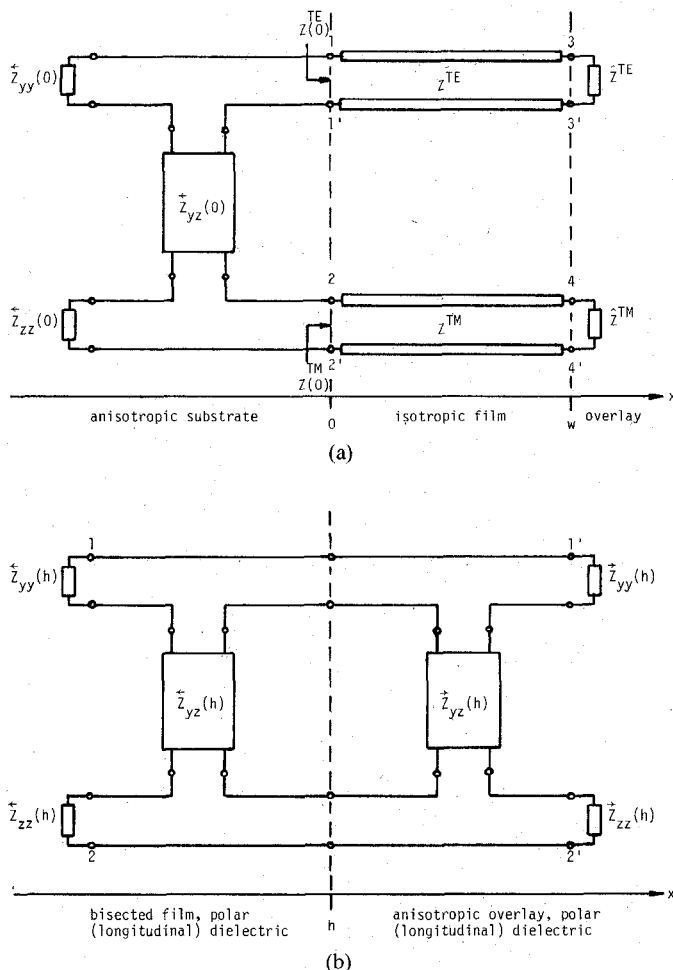 TE
Z(0)
1
3
↼Z_yy(0)
Z^TE
Ẑ^TE
1'
3'
↼Z_yz(0)
2
4
↼Z_zz(0)
Z^TM
Ẑ^TM
2'
TM
Z(0)
4'
x
anisotropic substrate
0
isotropic film
w
overlay
(a)
1
1'
↼Z_yy(h)
⇀Z_yy(h)
↼Z_yz(h)
⇀Z_yz(h)
↼Z_zz(h)
⇀Z_zz(h)
2
2'
x
bisected film, polar
(longitudinal) dielectric
h
anisotropic overlay, polar
(longitudinal) dielectric
(b)